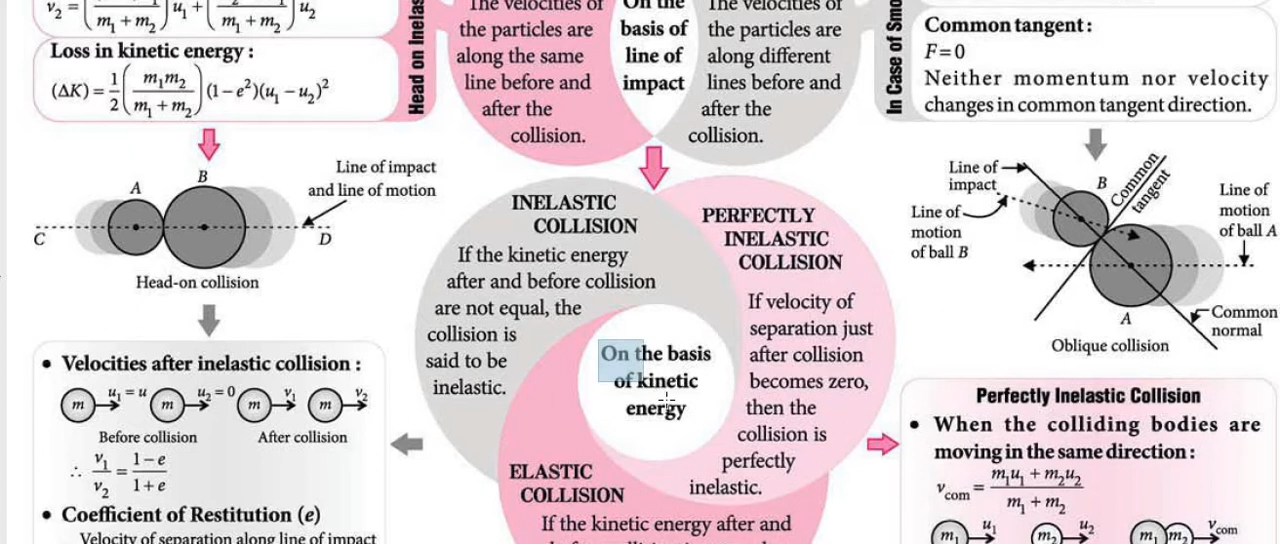 v₂ = ( / m₁ + m₂ ) u₁ + ( / m₁ + m₂ ) u₂
Loss in kinetic energy :
(ΔK) = 1/2 ( m₁m₂ / m₁ + m₂ ) (1 – e²)(u₁ – u₂)²
Head on
The velocities of
the particles are
along the same
line before and
after the
collision.
On the
basis of
line of
impact
The velocities of
the particles are
along different
lines before and
after the
collision.
In Case of
Common tangent :
F = 0
Neither momentum nor velocity
changes in common tangent direction.
Line of impact
and line of motion
A
B
C
D
Head-on collision
INELASTIC
COLLISION
If the kinetic energy
after and before collision
are not equal, the
collision is
said to be
inelastic.
PERFECTLY
INELASTIC
COLLISION
If velocity of
separation just
after collision
becomes zero,
then the
collision is
perfectly
inelastic.
On the basis
of kinetic
energy
ELASTIC
COLLISION
If the kinetic energy after and
Line of
impact
B
Common
tangent
Line of
motion
of ball B
Line of
motion
of ball A
A
Common
normal
Oblique collision
• Velocities after inelastic collision :
m u₁ = u m u₂ = 0 m v₁ m v₂
Before collision After collision
∴ v₁ / v₂ = 1 – e / 1 + e
• Coefficient of Restitution (e)
Velocity of separation along line of impact
Perfectly Inelastic Collision
• When the colliding bodies are
moving in the same direction :
v_com = m₁u₁ + m₂u₂ / m₁ + m₂
m₁ u₁ m₂ u₂ m₁ m₂ v_com